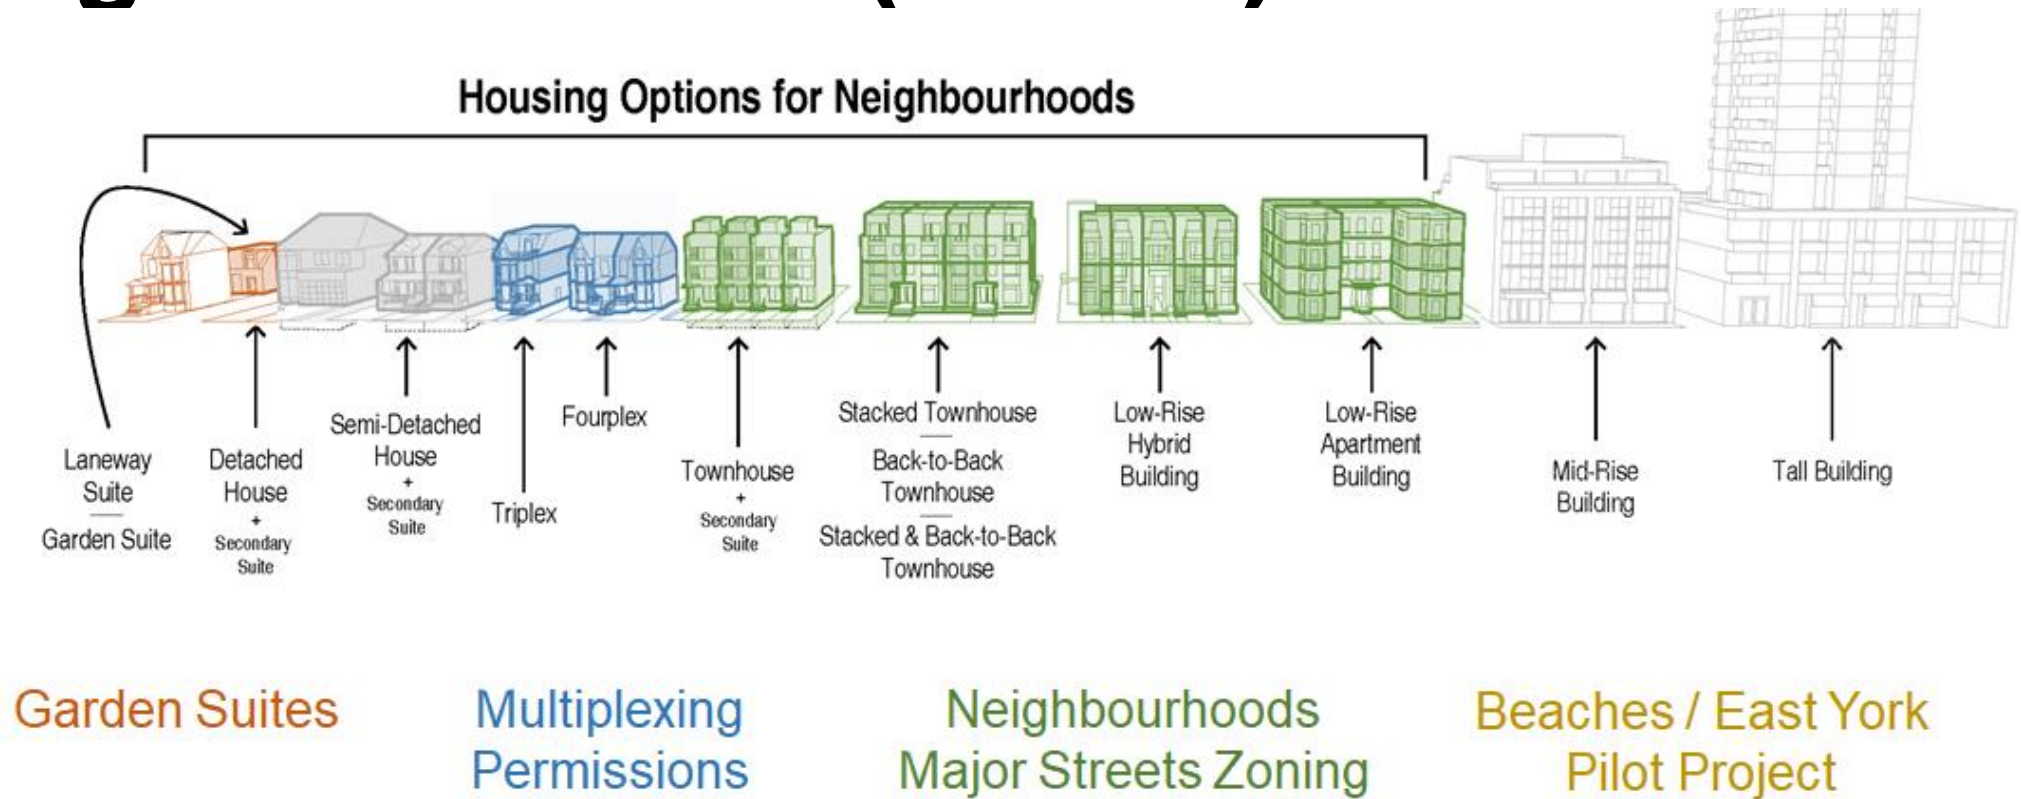 Housing Options for Neighbourhoods
Laneway
Suite
Garden Suite
Detached
House
+
Secondary
Suite
Semi-Detached
House
+
Secondary
Suite
Triplex
Fourplex
Townhouse
+
Secondary
Suite
Stacked Townhouse
Back-to-Back
Townhouse
Stacked & Back-to-Back
Townhouse
Low-Rise
Hybrid
Building
Low-Rise
Apartment
Building
Mid-Rise
Building
Tall Building
Garden Suites
Multiplexing
Permissions
Neighbourhoods
Major Streets Zoning
Beaches / East York
Pilot Project